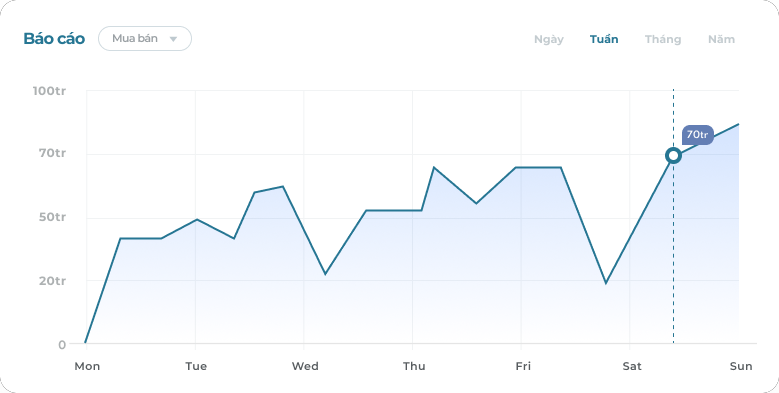 Báo cáo
Mua bán
Ngày Tuần Tháng Năm
100tr
70tr
70tr
50tr
20tr
0
Mon Tue Wed Thu Fri Sat Sun